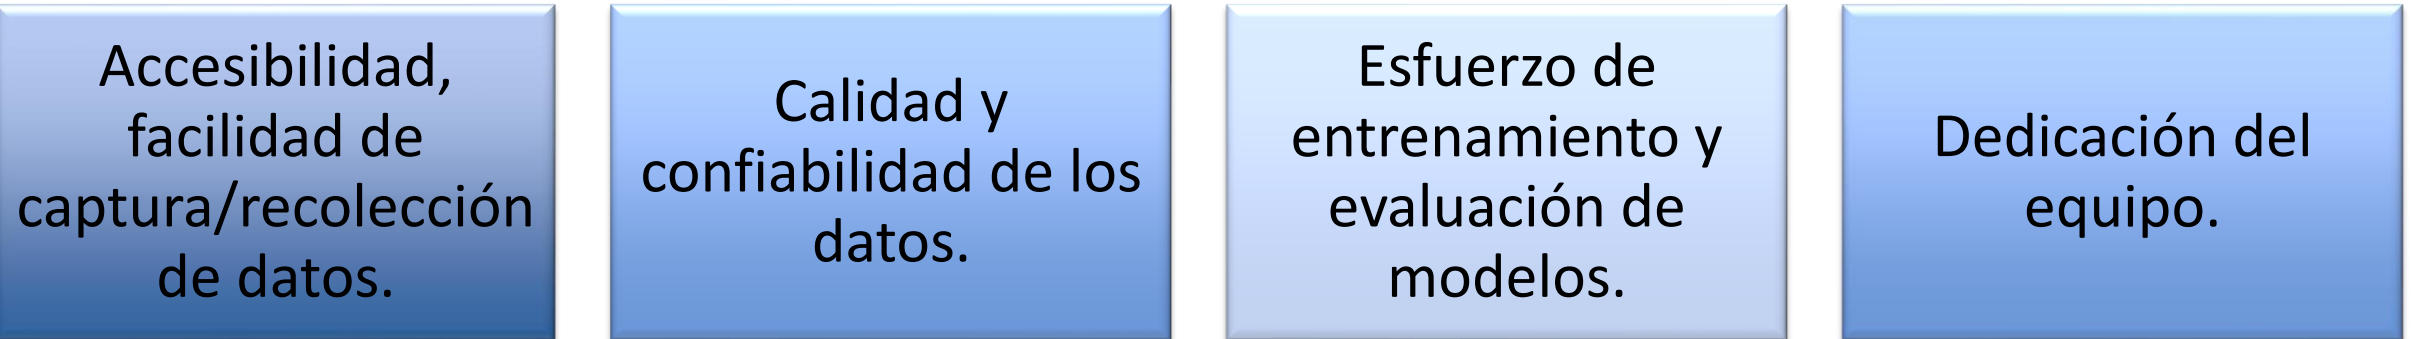 Accesibilidad,
facilidad de
captura/recolección
de datos.
Calidad y
confiabilidad de los
datos.
Esfuerzo de
entrenamiento y
evaluación de
modelos.
Dedicación del
equipo.